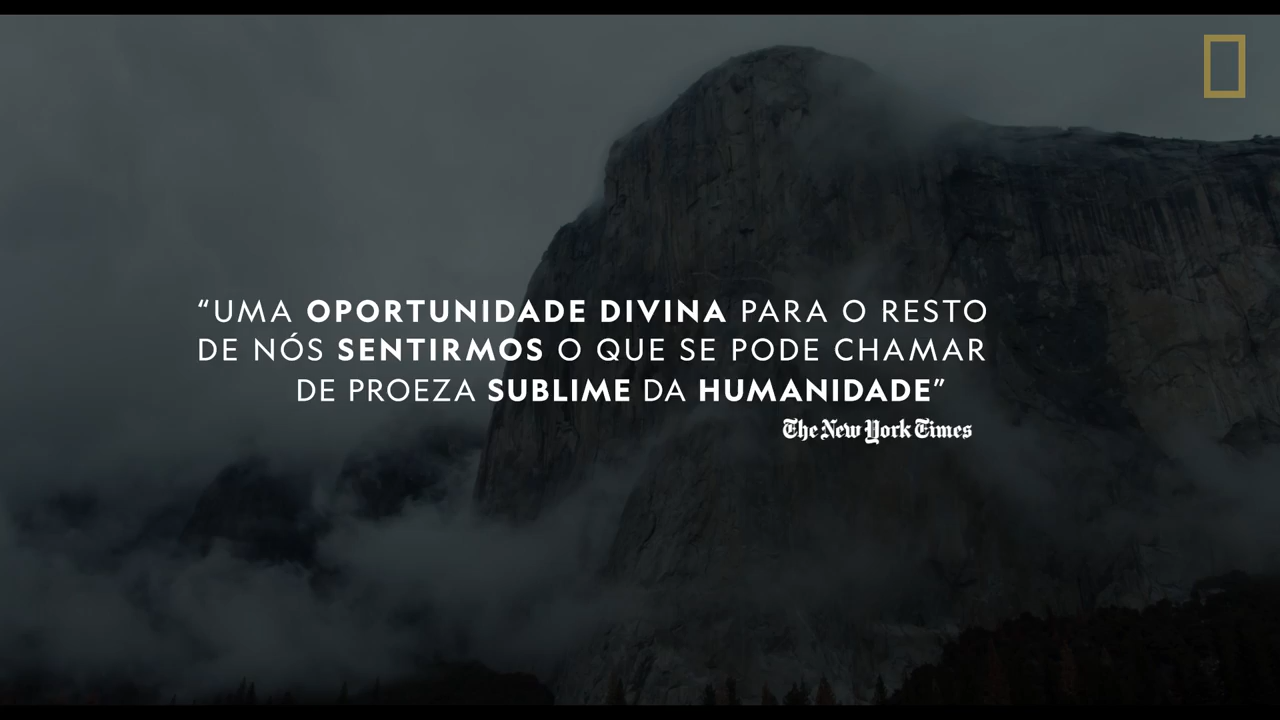 “UMA OPORTUNIDADE DIVINA PARA O RESTO
DE NÓS SENTIRMOS O QUE SE PODE CHAMAR
DE PROEZA SUBLIME DA HUMANIDADE”
The New York Times